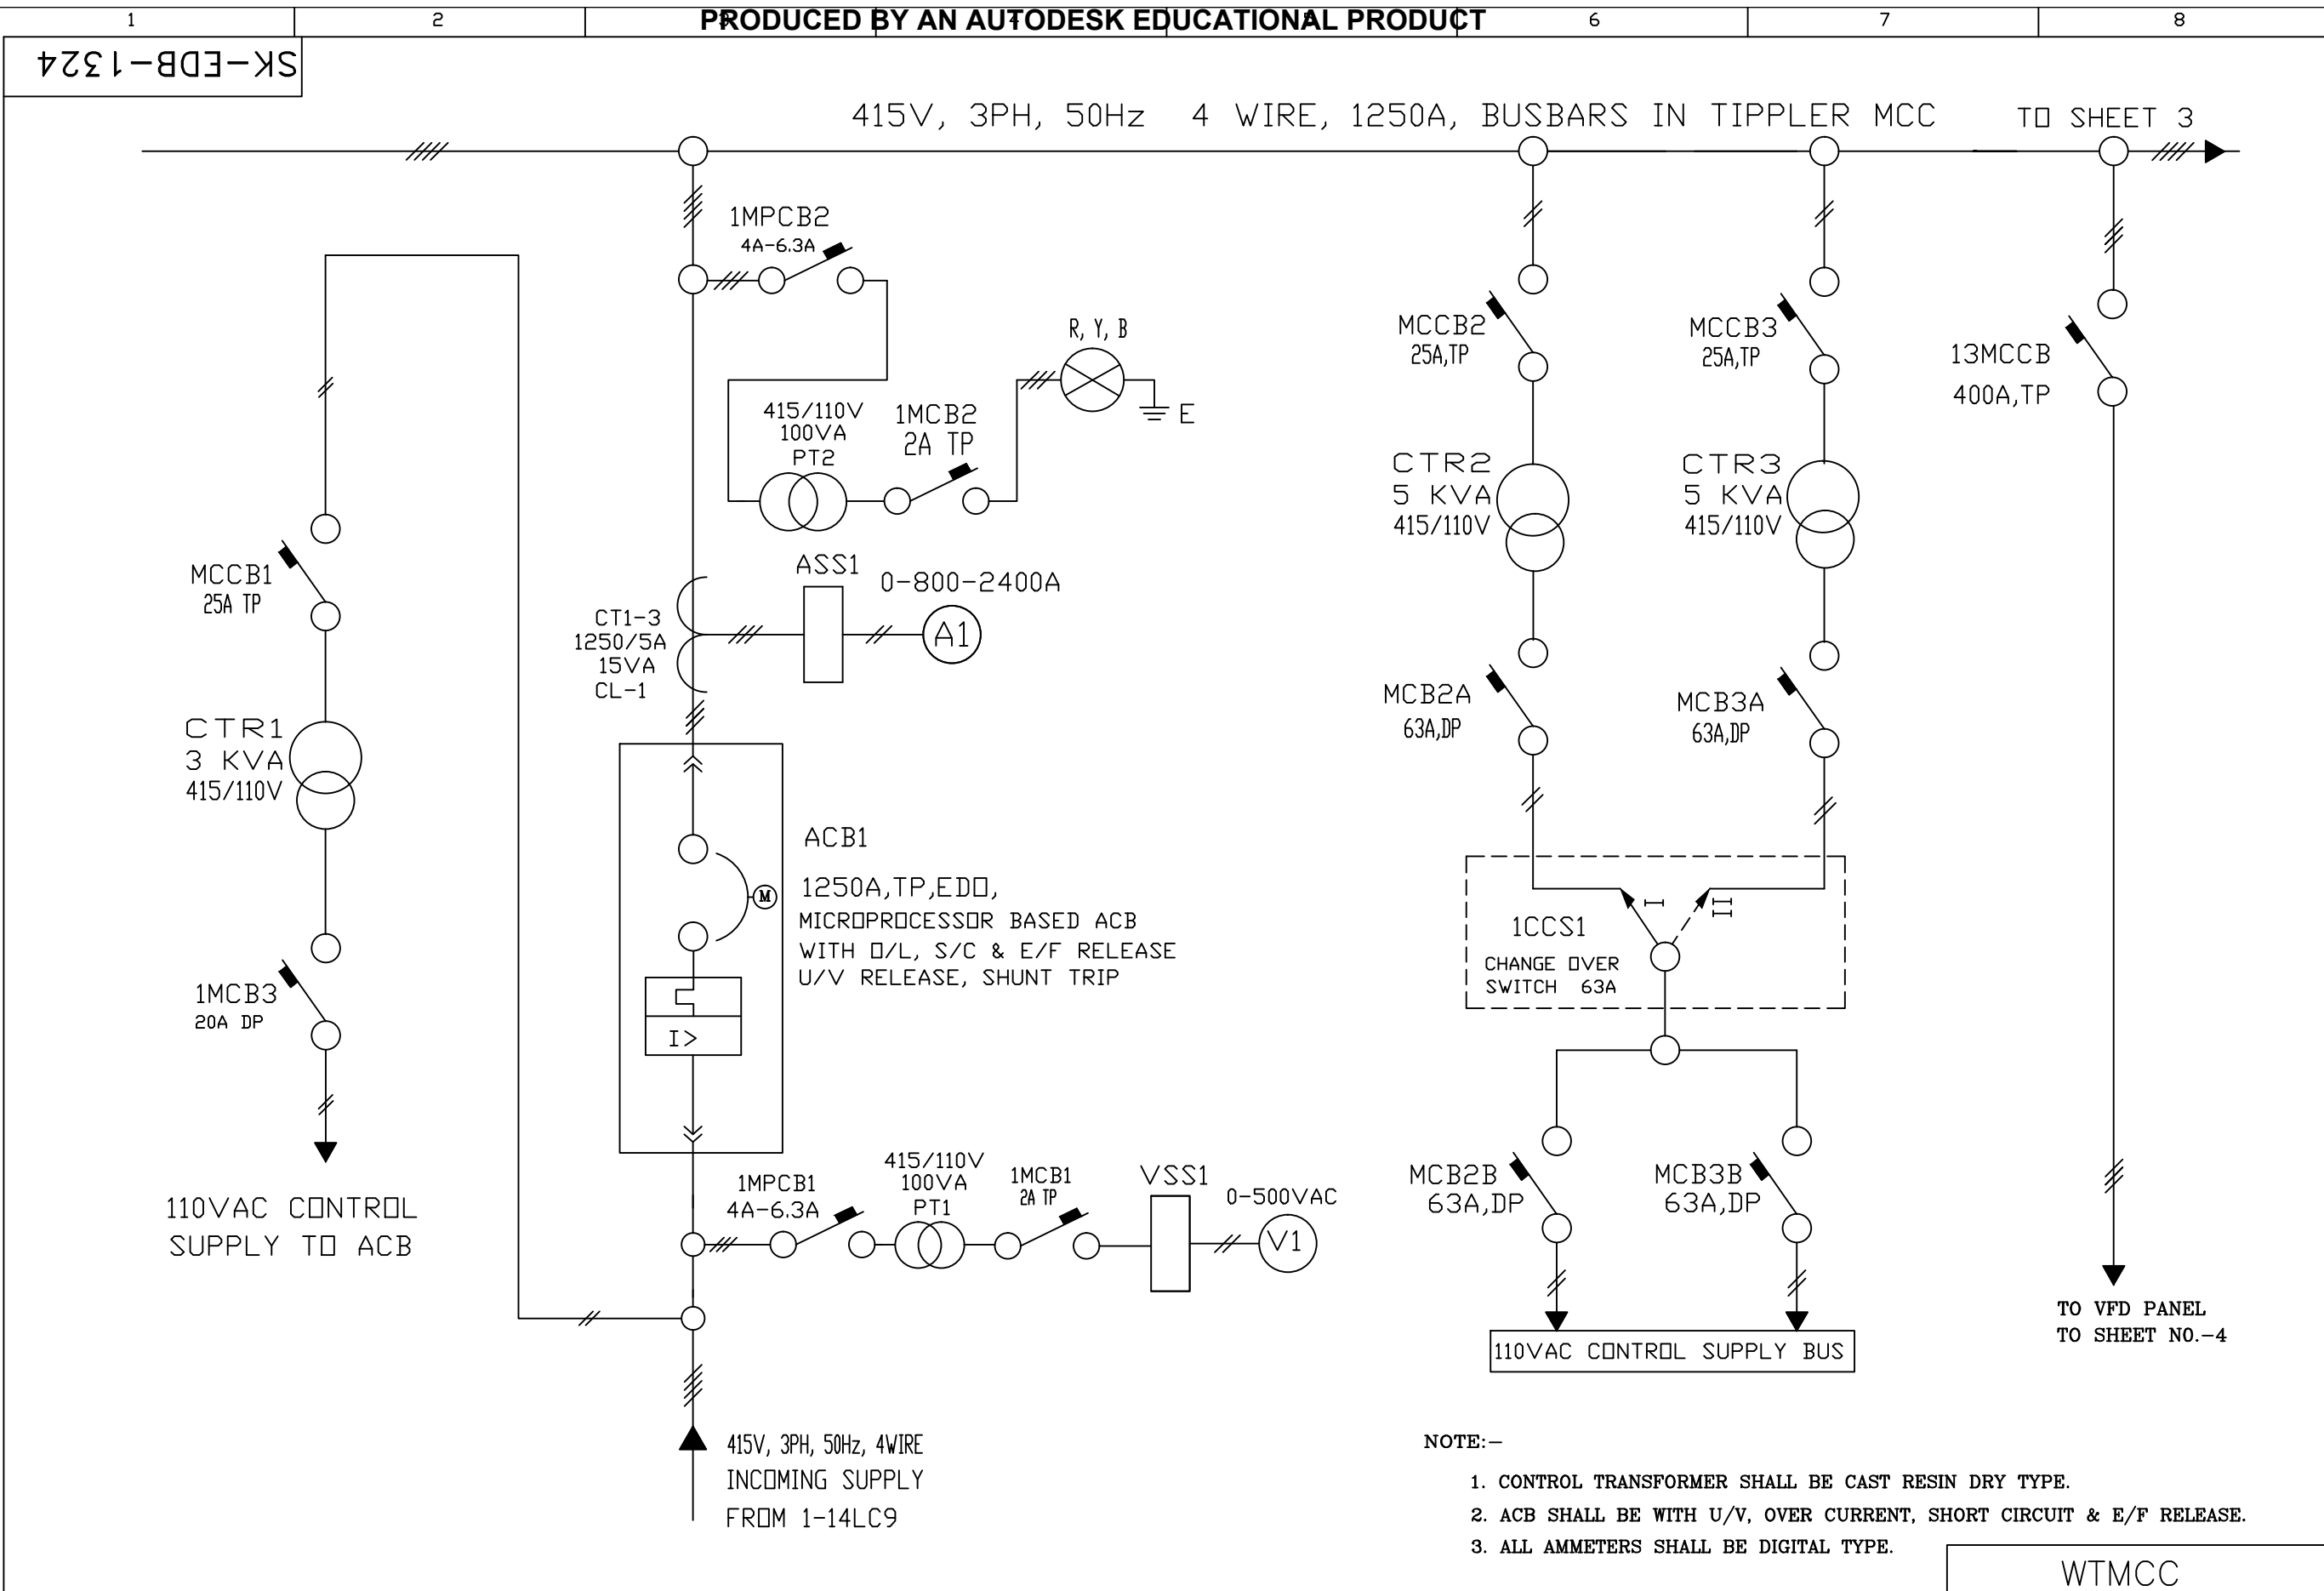 1 2 3 4 5 6 7 8
PRODUCED BY AN AUTODESK EDUCATIONAL PRODUCT
SK-EDB-1324
415V, 3PH, 50Hz 4 WIRE, 1250A, BUSBARS IN TIPPLER MCC
TO SHEET 3
1MPCB2
4A-6.3A
R, Y, B
E
415/110V
100VA
PT2
1MCB2
2A TP
MCCB2
25A,TP
MCCB3
25A,TP
13MCCB
400A,TP
CTR2
5 KVA
415/110V
CTR3
5 KVA
415/110V
MCCB1
25A TP
ASS1
0-800-2400A
A1
CT1-3
1250/5A
15VA
CL-1
MCB2A
63A,DP
MCB3A
63A,DP
CTR1
3 KVA
415/110V
ACB1
M
1250A,TP,EDO,
MICROPROCESSOR BASED ACB
WITH O/L, S/C & E/F RELEASE
U/V RELEASE, SHUNT TRIP
I>
I
II
1CCS1
CHANGE OVER
SWITCH 63A
1MCB3
20A DP
110VAC CONTROL
SUPPLY TO ACB
1MPCB1
4A-6.3A
415/110V
100VA
PT1
1MCB1
2A TP
VSS1
0-500VAC
V1
MCB2B
63A,DP
MCB3B
63A,DP
110VAC CONTROL SUPPLY BUS
TO VFD PANEL
TO SHEET NO.-4
415V, 3PH, 50Hz, 4WIRE
INCOMING SUPPLY
FROM 1-14LC9
NOTE:-
1. CONTROL TRANSFORMER SHALL BE CAST RESIN DRY TYPE.
2. ACB SHALL BE WITH U/V, OVER CURRENT, SHORT CIRCUIT & E/F RELEASE.
3. ALL AMMETERS SHALL BE DIGITAL TYPE.
WTMCC